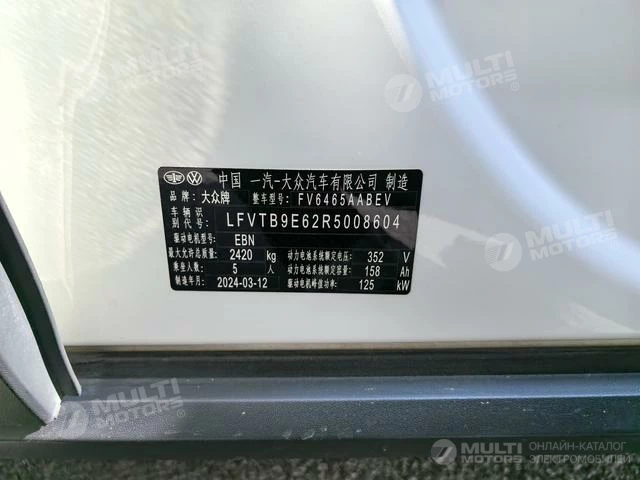 中国 一汽-大众汽车有限公司 制造
品牌: 大众牌 整车型号: FV6465AABEV
车辆识别代号: LFVTB9E62R5008604
驱动电机型号: EBN
最大允许总质量: 2420 kg 动力电池系统额定电压: 352 V
乘坐人数: 5 人 动力电池系统额定容量: 158 Ah
制造年月: 2024-03-12 驱动电机峰值功率: 125 kW
MULTI MOTORS
MULTI MOTORS
MULTI MOTORS
MULTI MOTORS
MULTI MOTORS ОНЛАЙН-КАТАЛОГ ЭЛЕКТРОМОБИЛЕЙ